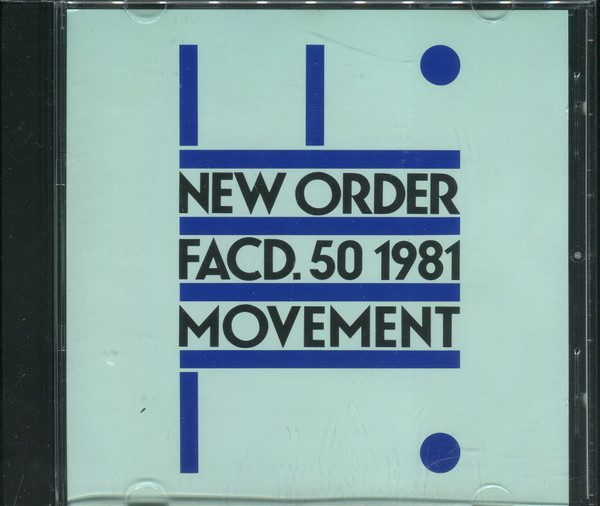 NEW ORDER
FACD. 50 1981
MOVEMENT